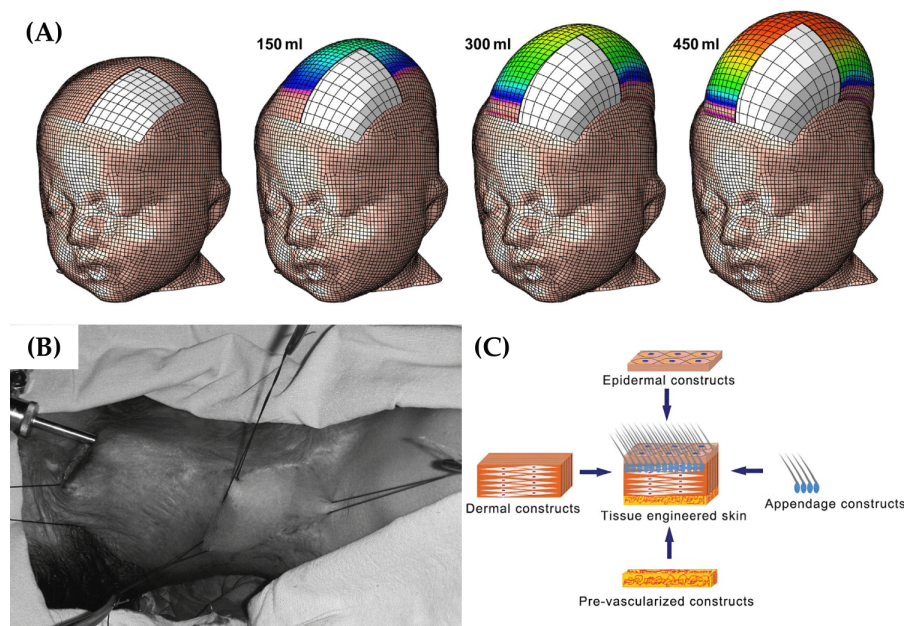 (A)
150 ml
300 ml
450 ml
(B)
(C)
Epidermal constructs
Dermal constructs
Tissue engineered skin
Appendage constructs
Pre-vascularized constructs